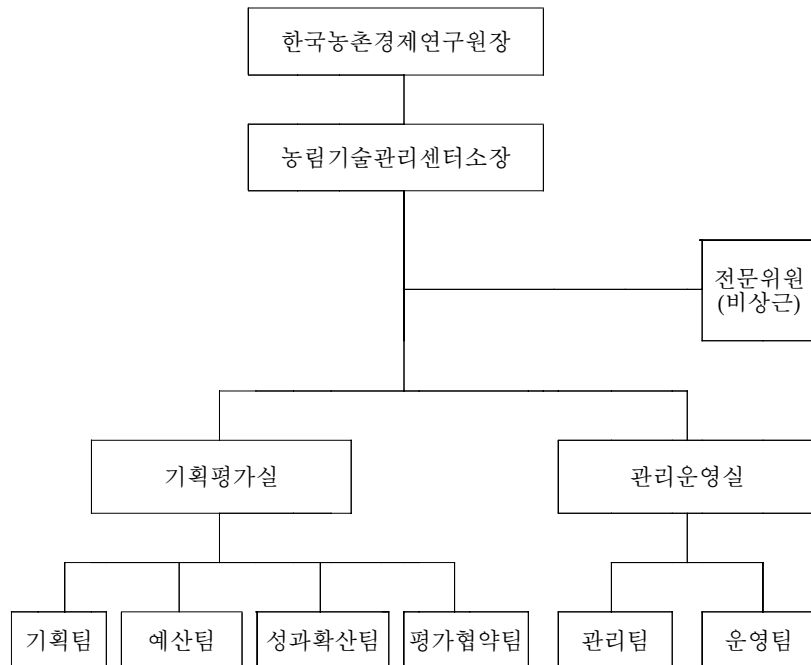 한국농촌경제연구원장
농림기술관리센터소장
전문위원
(비상근)
기획평가실
관리운영실
기획팀
예산팀
성과확산팀
평가협약팀
관리팀
운영팀